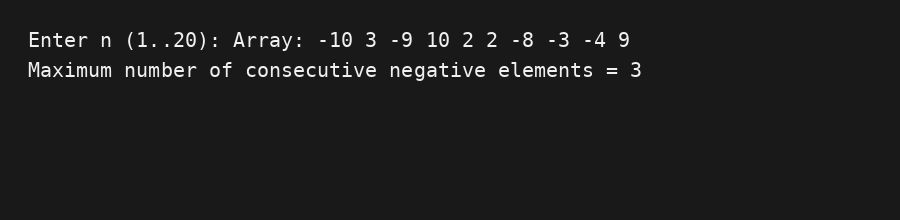 Enter n (1..20): Array: -10 3 -9 10 2 2 -8 -3 -4 9
Maximum number of consecutive negative elements = 3